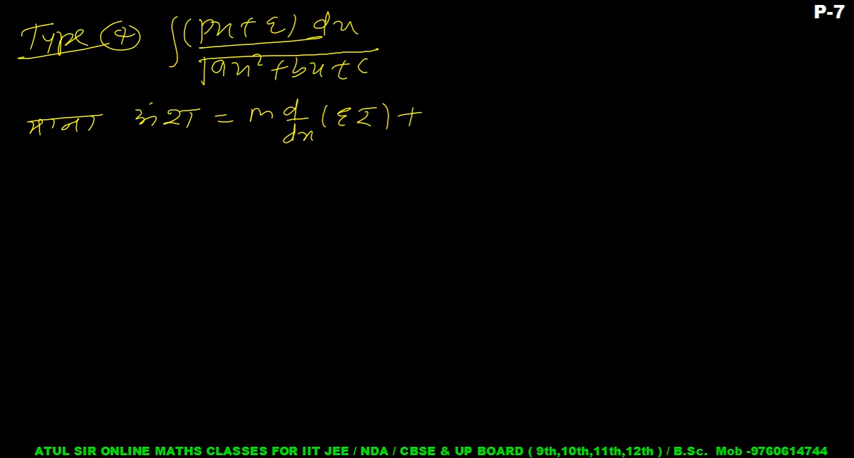 P-7
Type (4) ∫ (px+q) dx / √ax²+bx+c
माना अंश = m d/dx (हर) +
ATUL SIR ONLINE MATHS CLASSES FOR IIT JEE / NDA / CBSE & UP BOARD ( 9th,10th,11th,12th ) / B.Sc. Mob -9760614744